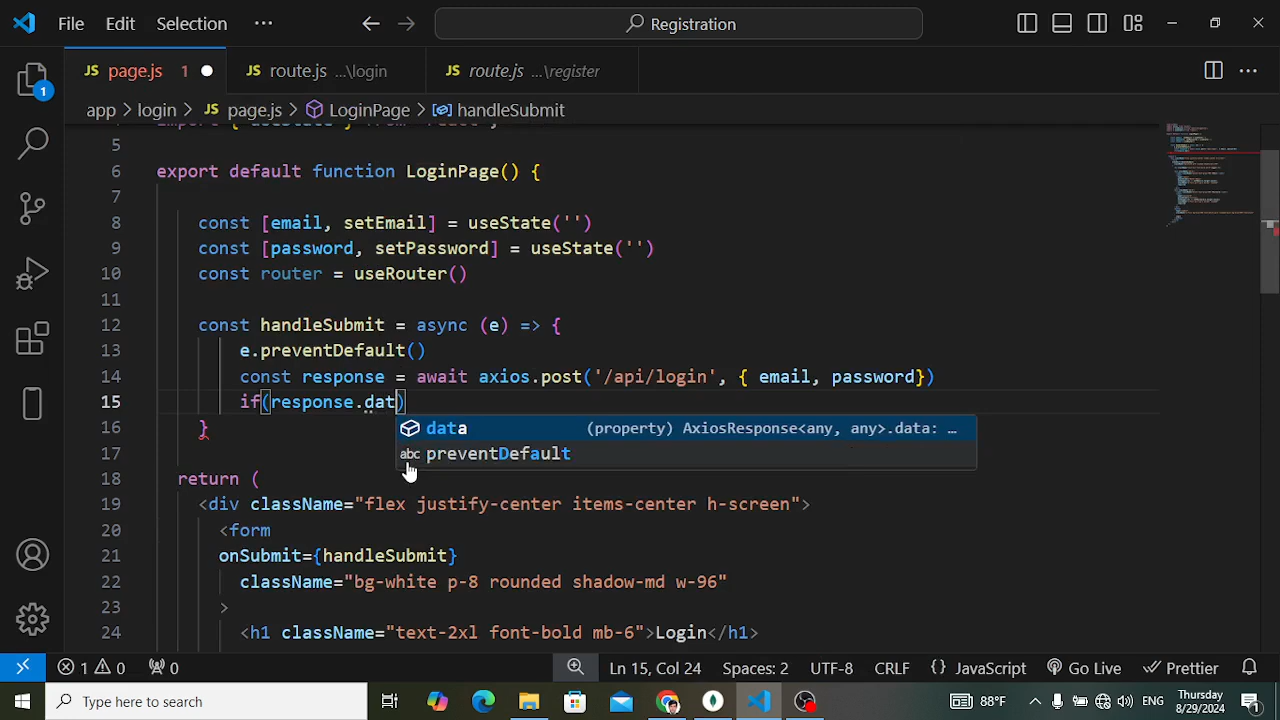 File Edit Selection ··· Registration
JS page.js 1 JS route.js ...\login JS route.js ...\register
app > login > JS page.js > LoginPage > handleSubmit
5
6 export default function LoginPage() {
7
8 const [email, setEmail] = useState('')
9 const [password, setPassword] = useState('')
10 const router = useRouter()
11
12 const handleSubmit = async (e) => {
13 e.preventDefault()
14 const response = await axios.post('/api/login', { email, password})
15 if(response.dat)
16 }
data (property) AxiosResponse<any, any>.data: …
17
abc preventDefault
18 return (
19 <div className="flex justify-center items-center h-screen">
20 <form
21 onSubmit={handleSubmit}
22 className="bg-white p-8 rounded shadow-md w-96"
23 >
24 <h1 className="text-2xl font-bold mb-6">Login</h1>
1
1 0 0 Ln 15, Col 24 Spaces: 2 UTF-8 CRLF {} JavaScript Go Live Prettier
Type here to search 88°F ENG Thursday 8/29/2024 1